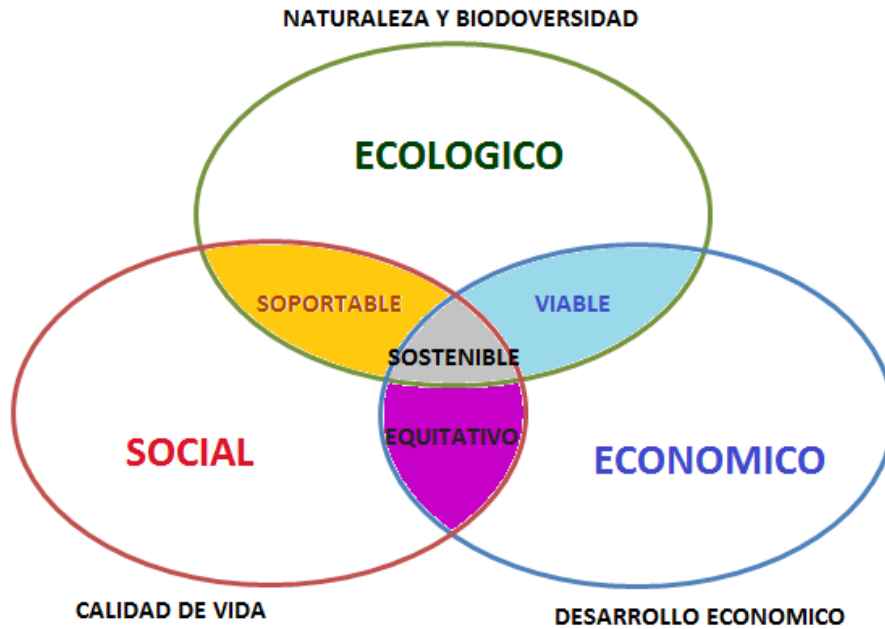 NATURALEZA Y BIODOVERSIDAD
ECOLOGICO
SOPORTABLE
VIABLE
SOSTENIBLE
EQUITATIVO
SOCIAL
ECONOMICO
CALIDAD DE VIDA
DESARROLLO ECONOMICO